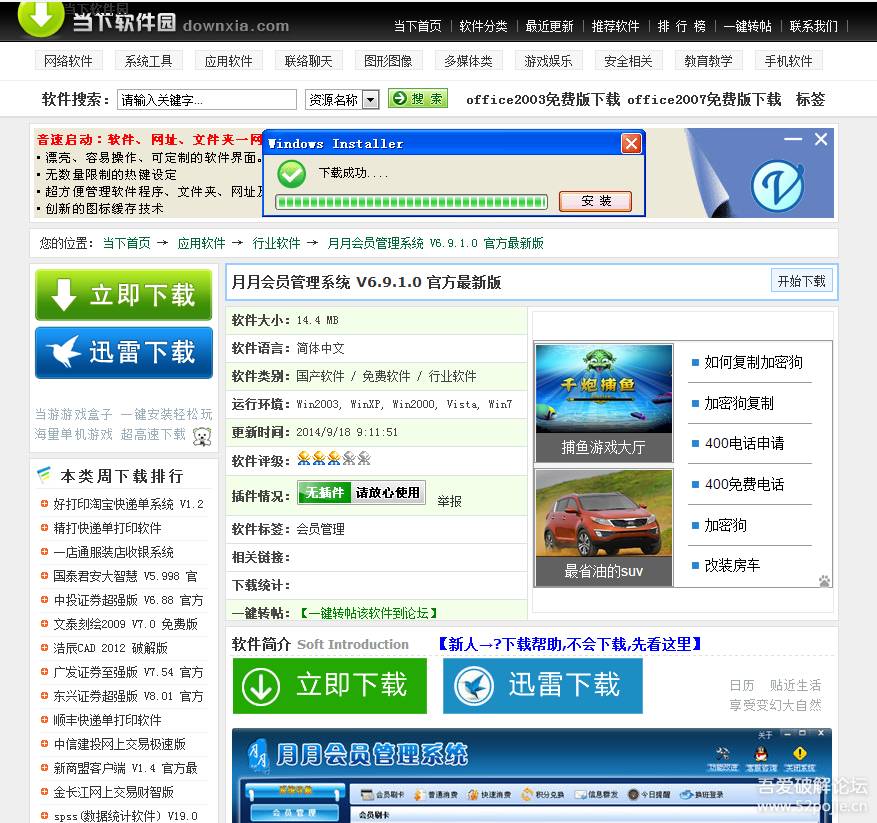 当下软件园 downxia.com
当下软件园
当下首页 | 软件分类 | 最近更新 | 推荐软件 | 排 行 榜 | 一键转帖 | 联系我们 |
网络软件 系统工具 应用软件 联络聊天 图形图像 多媒体类 游戏娱乐 安全相关 教育教学 手机软件
软件搜索: 请输入关键字... 资源名称 搜 索 office2003免费版下载 office2007免费版下载 标签
音速启动:软件、网址、文件夹一网
• 漂亮、容易操作、可定制的软件界面。
• 无数量限制的热键设定
• 超方便管理软件程序、文件夹、网址及
• 创新的图标缓存技术
Windows Installer
下载成功....
安 装
您的位置: 当下首页 → 应用软件 → 行业软件 → 月月会员管理系统 V6.9.1.0 官方最新版
立即下载
迅雷下载
当游游戏盒子 一键安装轻松玩
海量单机游戏 超高速下载
本类周下载排行
好打印淘宝快递单系统 V1.2
精打快递单打印软件
一店通服装店收银系统
国泰君安大智慧 V5.998 官
中投证券超强版 V6.88 官方
文泰刻绘2009 V7.0 免费版
浩辰CAD 2012 破解版
广发证券至强版 V7.54 官方
东兴证券超强版 V8.01 官方
顺丰快递单打印软件
中信建投网上交易极速版
新商盟客户端 V1.4 官方最
金长江网上交易财智版
spss(数据统计软件) V19.0
月月会员管理系统 V6.9.1.0 官方最新版
开始下载
软件大小: 14.4 MB
软件语言: 简体中文
软件类别: 国产软件 / 免费软件 / 行业软件
运行环境: Win2003, WinXP, Win2000, Vista, Win7
更新时间: 2014/9/18 9:11:51
软件评级:
插件情况: 无插件 请放心使用 举报
软件标签: 会员管理
相关链接:
下载统计:
一键转帖: 【一键转帖该软件到论坛】
千炮捕鱼
捕鱼游戏大厅
最省油的suv
如何复制加密狗
加密狗复制
400电话申请
400免费电话
加密狗
改装房车
软件简介 Soft Introduction 【新人→?下载帮助,不会下载,先看这里】
立即下载
迅雷下载
日历 贴近生活
享受变幻大自然
关于
月月会员管理系统
会员刷卡 普通消费 快速消费 积分兑换 信息群发 今日提醒 换班登录
会 员 管 理
会员刷卡
吾爱破解论坛
www.52pojie.cn